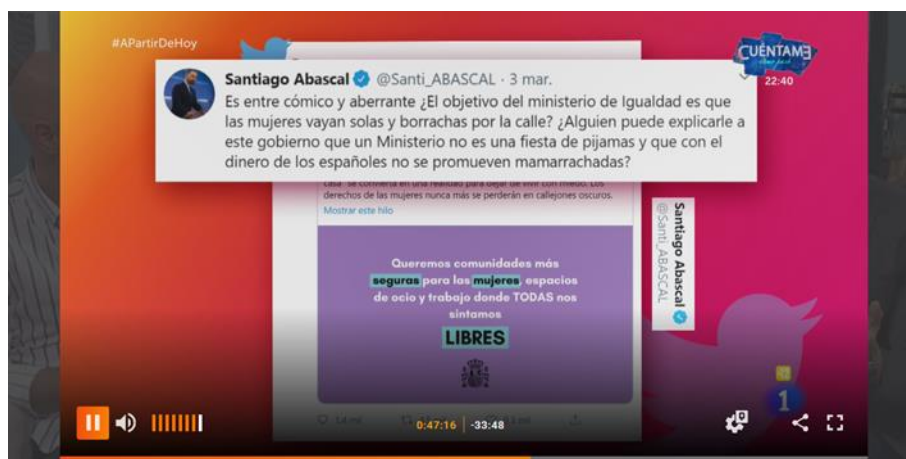 #APartirDeHoy
CUÉNTAME
22:40
Santiago Abascal @Santi_ABASCAL · 3 mar.
Es entre cómico y aberrante ¿El objetivo del ministerio de Igualdad es que
las mujeres vayan solas y borrachas por la calle? ¿Alguien puede explicarle a
este gobierno que un Ministerio no es una fiesta de pijamas y que con el
dinero de los españoles no se promueven mamarrachadas?
casa" se convierta en una realidad para dejar de vivir con miedo. Los
derechos de las mujeres nunca más se perderán en callejones oscuros.
Mostrar este hilo
Santiago Abascal
@Santi_ABASCAL
Queremos comunidades más
seguras para las mujeres, espacios
de ocio y trabajo donde TODAS nos
sintamos
LIBRES
1
0:47:16 | -33:48